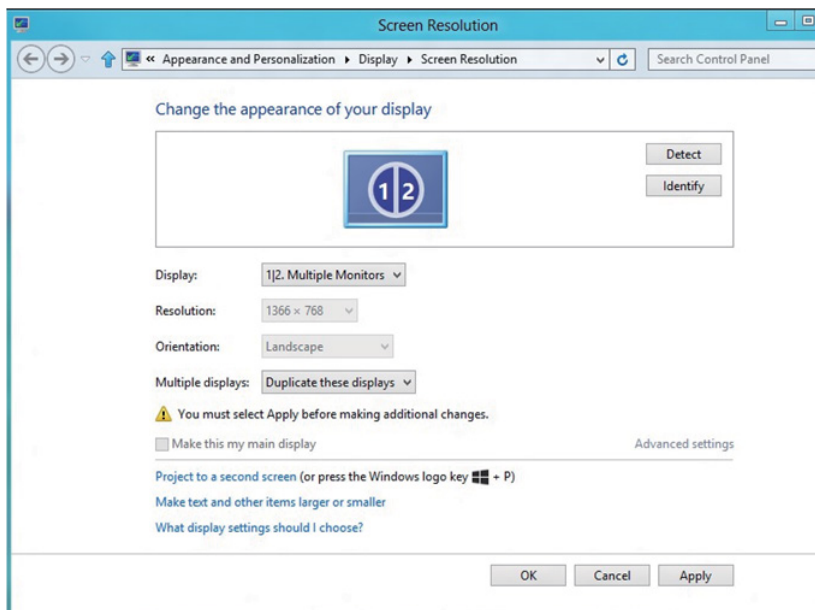 Screen Resolution
« Appearance and Personalization ▸ Display ▸ Screen Resolution
Search Control Panel
Change the appearance of your display
1 2
Detect
Identify
Display: 1|2. Multiple Monitors
Resolution: 1366 × 768
Orientation: Landscape
Multiple displays: Duplicate these displays
You must select Apply before making additional changes.
Make this my main display
Advanced settings
Project to a second screen (or press the Windows logo key + P)
Make text and other items larger or smaller
What display settings should I choose?
OK
Cancel
Apply